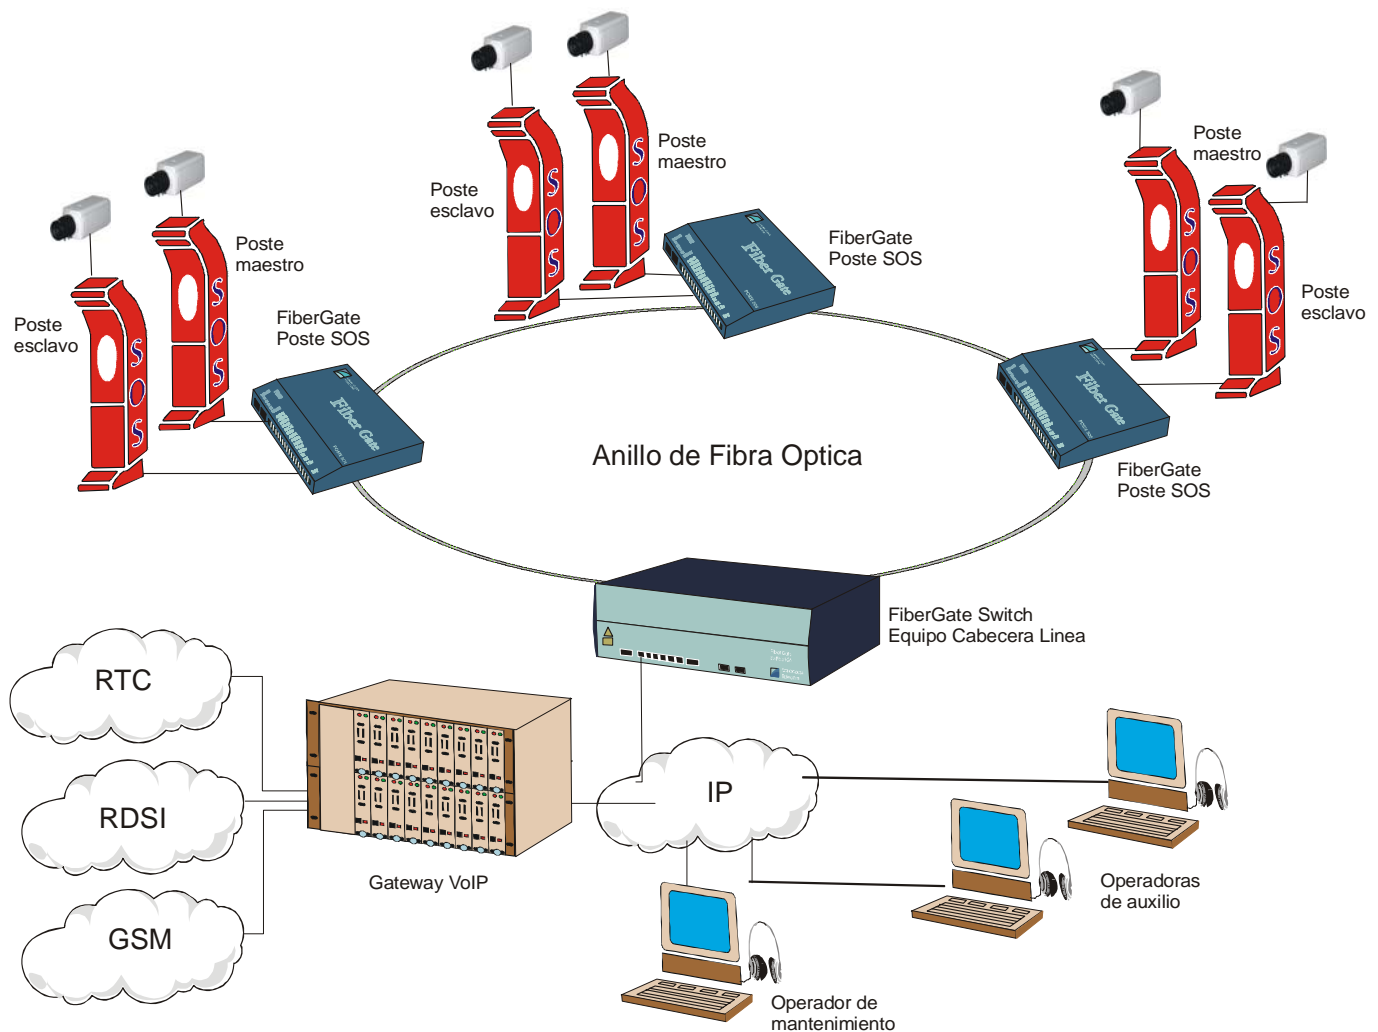 Poste
maestro
Poste
esclavo
Poste
maestro
Poste
esclavo
Poste
maestro
Poste
esclavo
SOS
SOS
SOS
SOS
SOS
SOS
FiberGate
Poste SOS
FiberGate
Poste SOS
FiberGate
Poste SOS
Fiber Gate
Fiber Gate
Fiber Gate
Anillo de Fibra Optica
FiberGate Switch
Equipo Cabecera Linea
RTC
RDSI
GSM
IP
Gateway VoIP
Operadoras
de auxilio
Operador de
mantenimiento